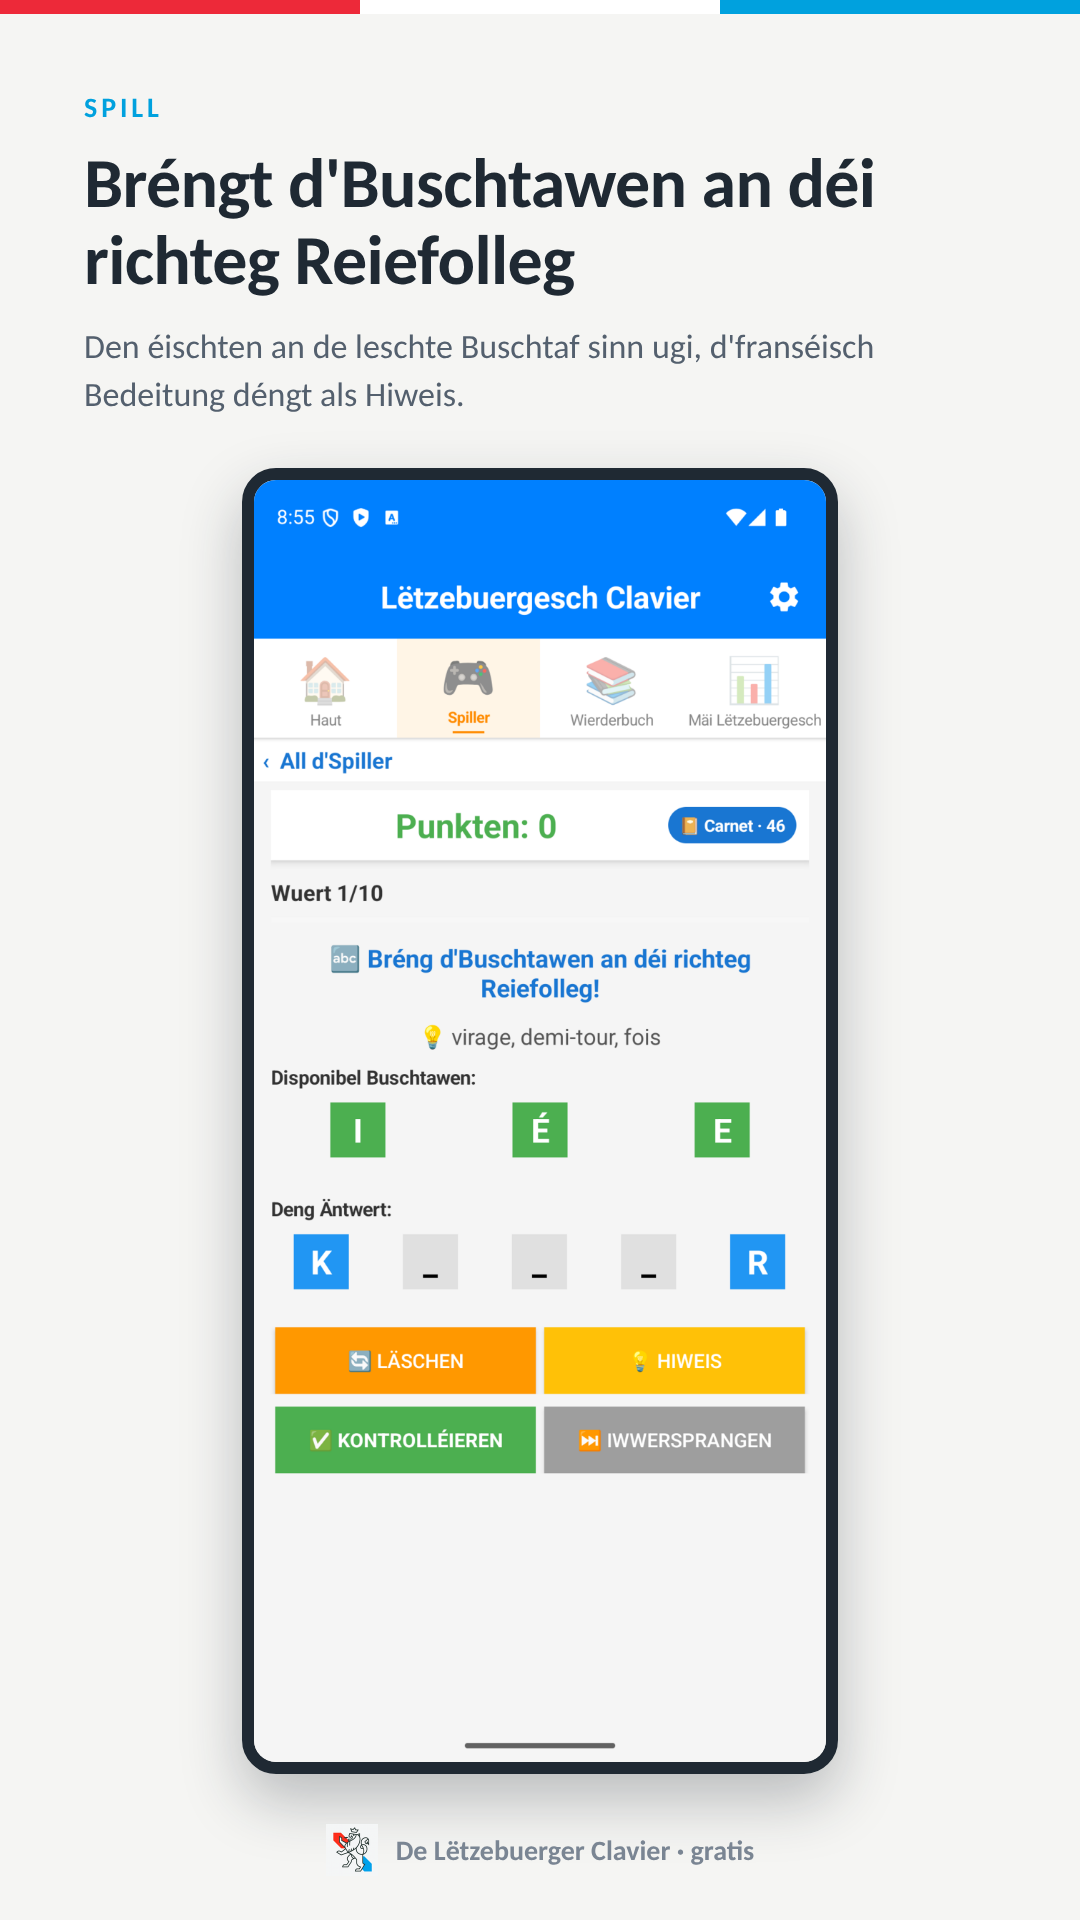 SPILL
Bréngt d'Buschtawen an déi
richteg Reiefolleg
Den éischten an de leschte Buschtaf sinn ugi, d'franséisch
Bedeitung déngt als Hiweis.
8:55
Lëtzebuergesch Clavier
Haut
Spiller
Wierderbuch
Mäi Lëtzebuergesch
‹ All d'Spiller
Punkten: 0
Carnet · 46
Wuert 1/10
abc Bréng d'Buschtawen an déi richteg
Reiefolleg!
virage, demi-tour, fois
Disponibel Buschtawen:
I É E
Deng Äntwert:
K _ _ _ R
LÄSCHEN
HIWEIS
KONTROLLÉIEREN
IWWERSPRANGEN
De Lëtzebuerger Clavier · gratis